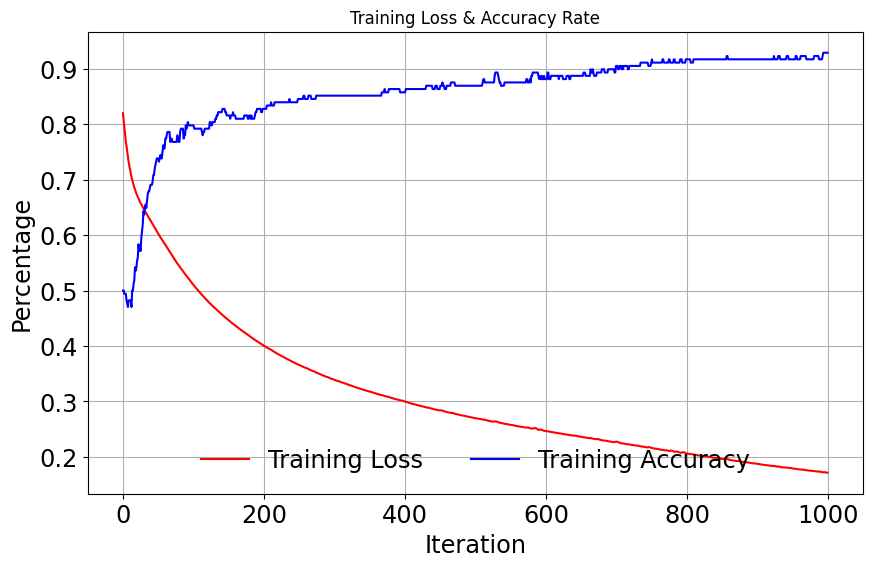 Training Loss & Accuracy Rate
Percentage
0.9
0.8
0.7
0.6
0.5
0.4
0.3
0.2
Training Loss Training Accuracy
0 200 400 600 800 1000
Iteration